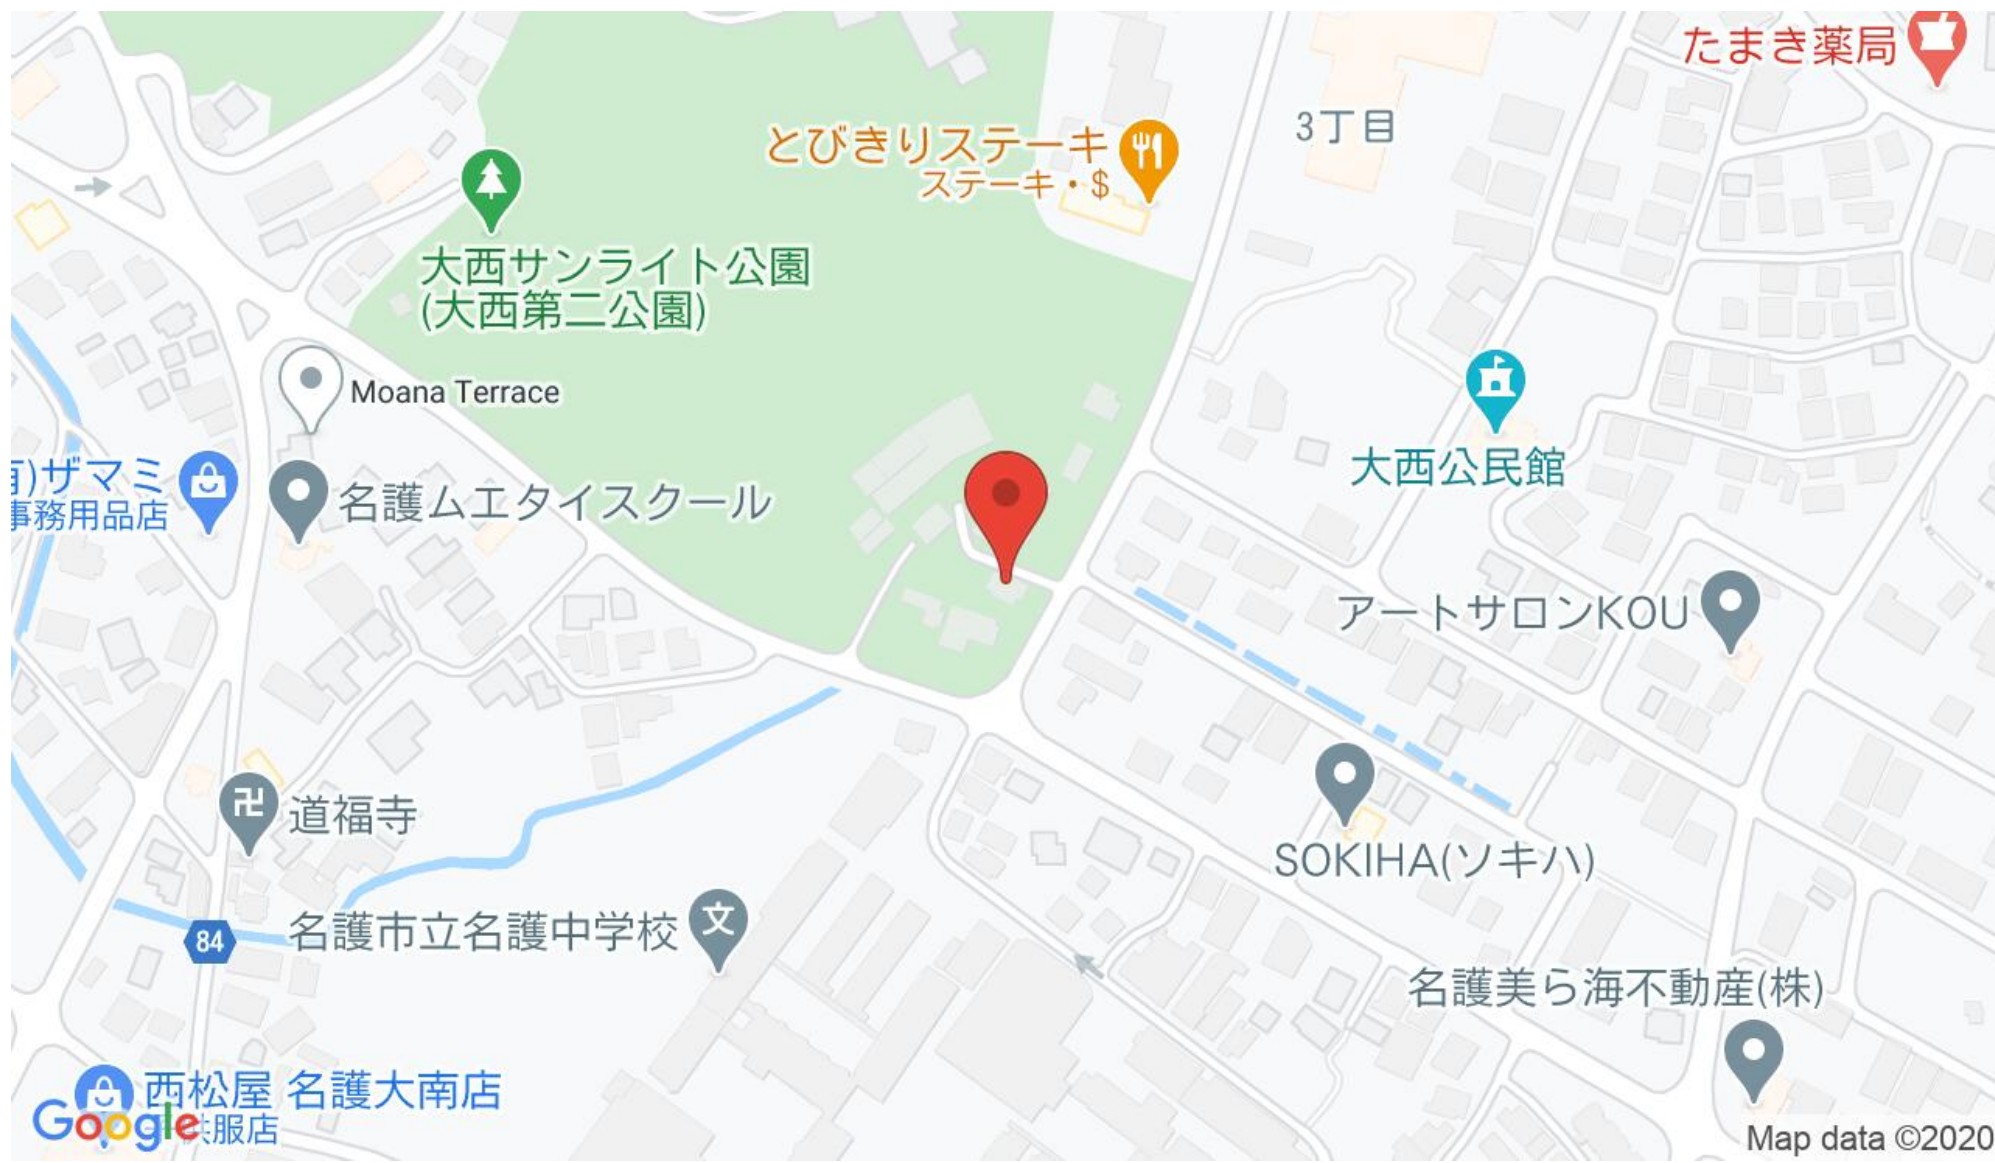 たまき薬局
3丁目
とびきりステーキ
ステーキ・$
大西サンライト公園
(大西第二公園)
Moana Terrace
)ザマミ
事務用品店
名護ムエタイスクール
大西公民館
アートサロンKOU
道福寺
文
SOKIHA(ソキハ)
84
名護市立名護中学校
名護美ら海不動産(株)
西松屋 名護大南店
服店
Google
Map data ©2020